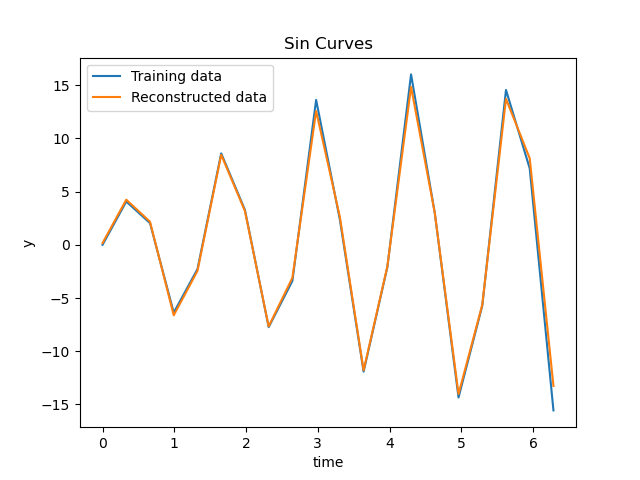 Sin Curves
Training data
Reconstructed data
15
10
5
0
−5
−10
−15
y
0 1 2 3 4 5 6
time